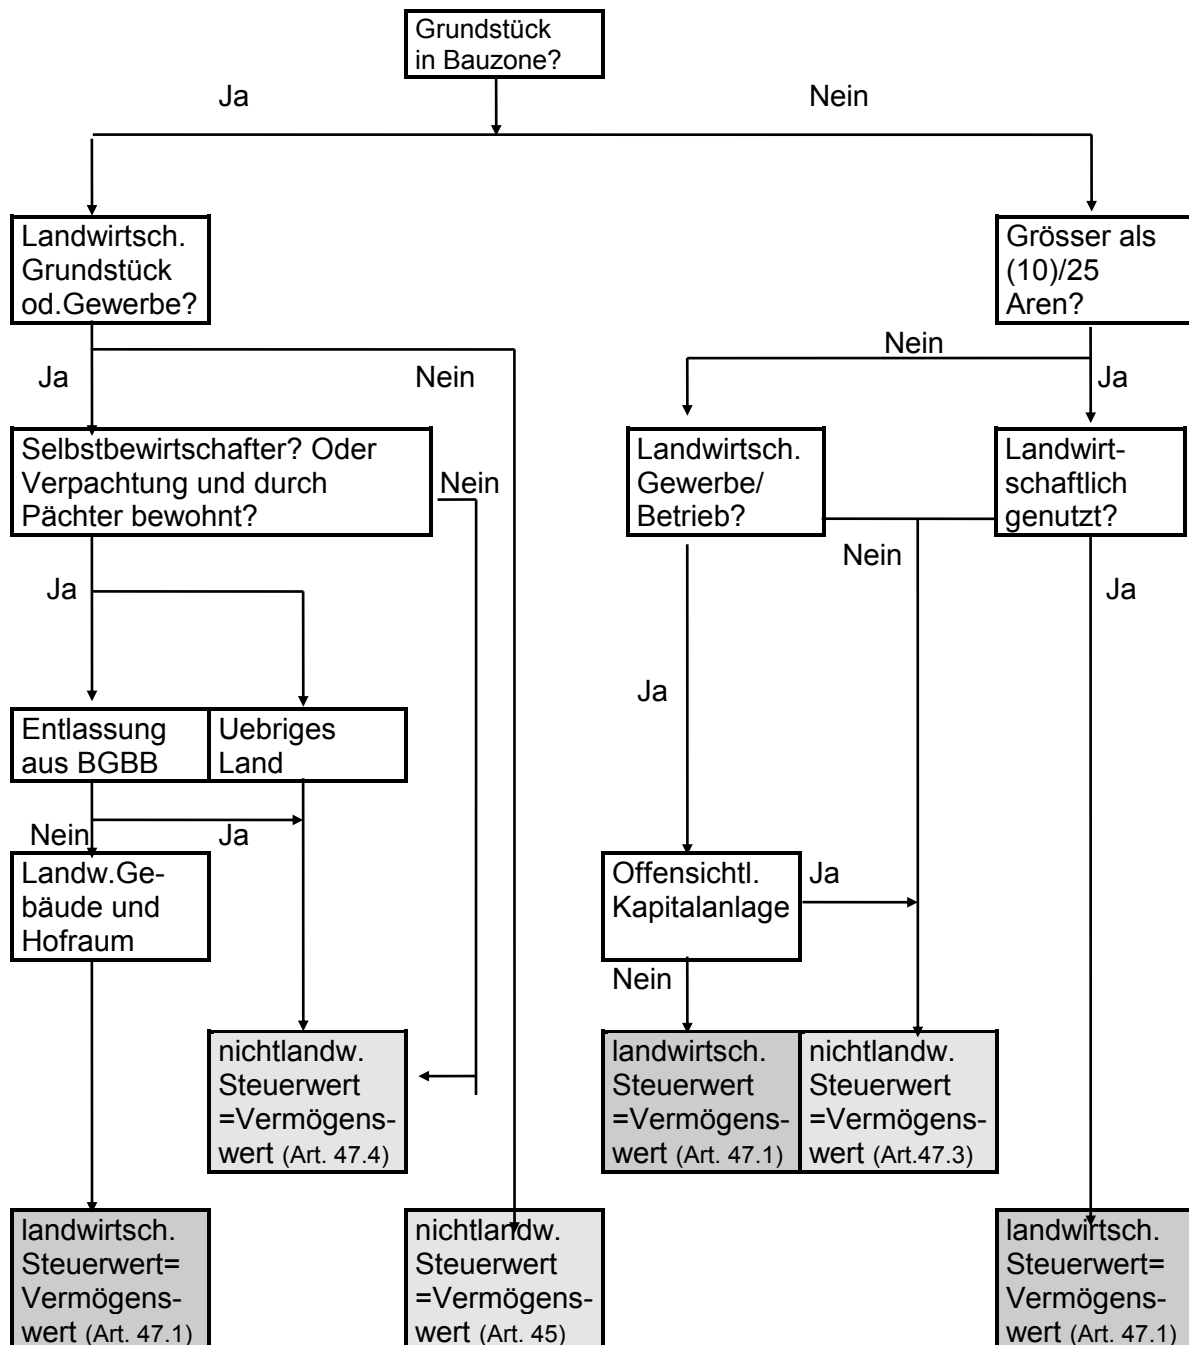 Grundstück
in Bauzone?
Ja
Nein
Landwirtsch.
Grundstück
od.Gewerbe?
Grösser als
(10)/25
Aren?
Ja
Nein
Nein
Ja
Selbstbewirtschafter? Oder
Verpachtung und durch
Pächter bewohnt?
Nein
Landwirtsch.
Gewerbe/
Betrieb?
Landwirt-
schaftlich
genutzt?
Ja
Nein
Ja
Ja
Entlassung
aus BGBB
Uebriges
Land
Nein
Ja
Landw.Ge-
bäude und
Hofraum
Offensichtl.
Kapitalanlage
Ja
Nein
nichtlandw.
Steuerwert
=Vermögens-
wert (Art. 47.4)
landwirtsch.
Steuerwert
=Vermögens-
wert (Art. 47.1)
nichtlandw.
Steuerwert
=Vermögens-
wert (Art.47.3)
landwirtsch.
Steuerwert=
Vermögens-
wert (Art. 47.1)
nichtlandw.
Steuerwert
=Vermögens-
wert (Art. 45)
landwirtsch.
Steuerwert=
Vermögens-
wert (Art. 47.1)